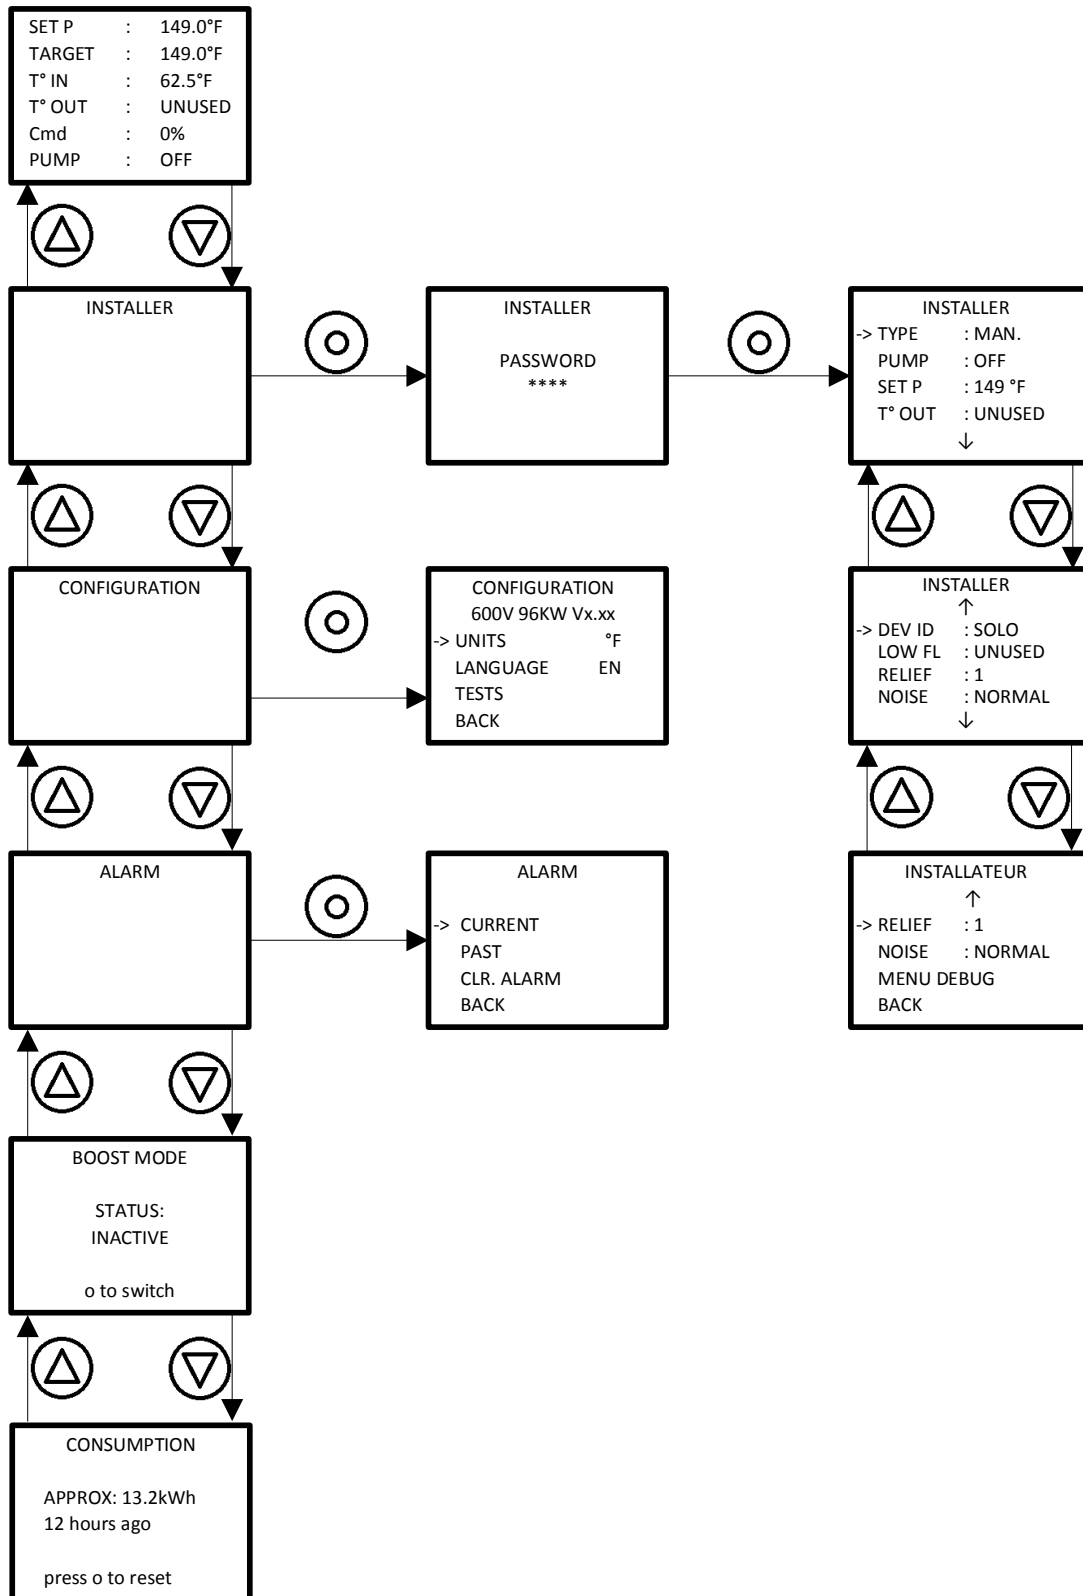 SET P : 149.0°F
TARGET : 149.0°F
T° IN : 62.5°F
T° OUT : UNUSED
Cmd : 0%
PUMP : OFF
INSTALLER
INSTALLER
PASSWORD
****
INSTALLER
-> TYPE : MAN.
PUMP : OFF
SET P : 149 °F
T° OUT : UNUSED
↓
CONFIGURATION
CONFIGURATION
600V 96KW Vx.xx
-> UNITS °F
LANGUAGE EN
TESTS
BACK
INSTALLER
↑
-> DEV ID : SOLO
LOW FL : UNUSED
RELIEF : 1
NOISE : NORMAL
↓
ALARM
ALARM
-> CURRENT
PAST
CLR. ALARM
BACK
INSTALLATEUR
↑
-> RELIEF : 1
NOISE : NORMAL
MENU DEBUG
BACK
BOOST MODE
STATUS:
INACTIVE
o to switch
CONSUMPTION
APPROX: 13.2kWh
12 hours ago
press o to reset